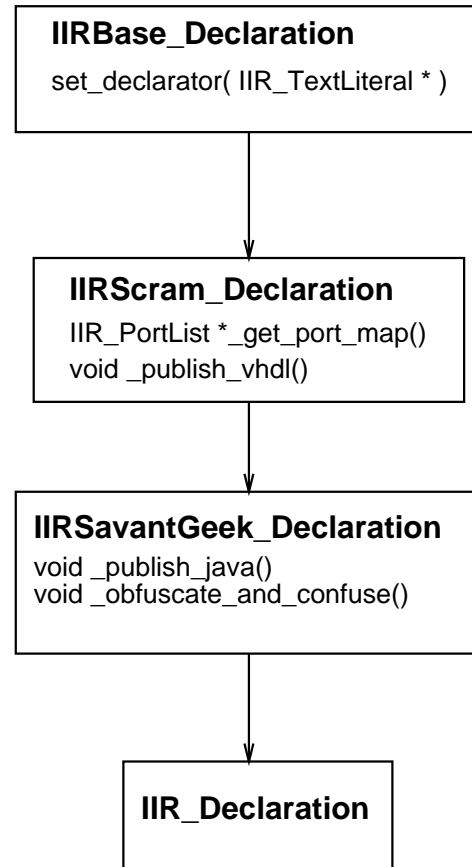 IIRBase_Declaration
set_declarator( IIR_TextLiteral * )
IIRScram_Declaration
IIR_PortList *_get_port_map()
void _publish_vhdl()
IIRSavantGeek_Declaration
void _publish_java()
void _obfuscate_and_confuse()
IIR_Declaration